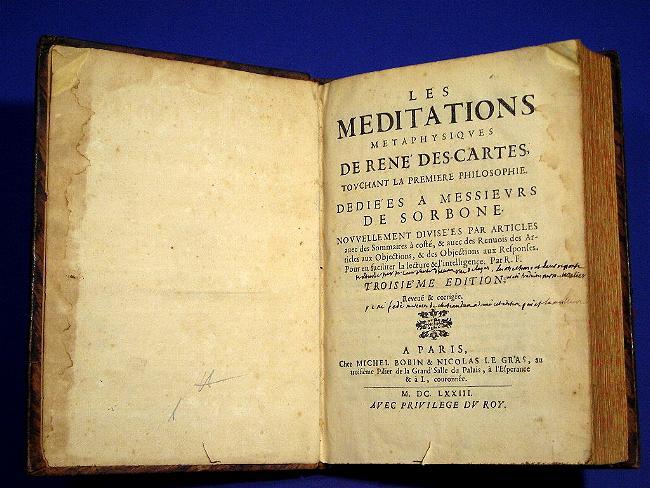 LES
MEDITATIONS
METAPHYSIQVES
DE RENE' DES-CARTES,
TOVCHANT LA PREMIERE PHILOSOPHIE.
DEDIE'ES A MESSIEVRS
DE SORBONE.
NOVVELLEMENT DIVISE'ES PAR ARTICLES
auec des Sommaires à costé, & auec des Renuois des Ar-
ticles aux Objections, & des Objections aux Responses.
Pour en faciliter la lecture & l'intelligence. Par R. F.
TROISIE'ME EDITION.
Reveuë & corrigée.
A PARIS,
Chez MICHEL BOBIN & NICOLAS LE GRAS, au
troisiéme Pilier de la Grand' Salle du Palais, à l'Esperance
& à L, couronnée.
M. DC. LXXIII.
AVEC PRIVILEGE DV ROY.